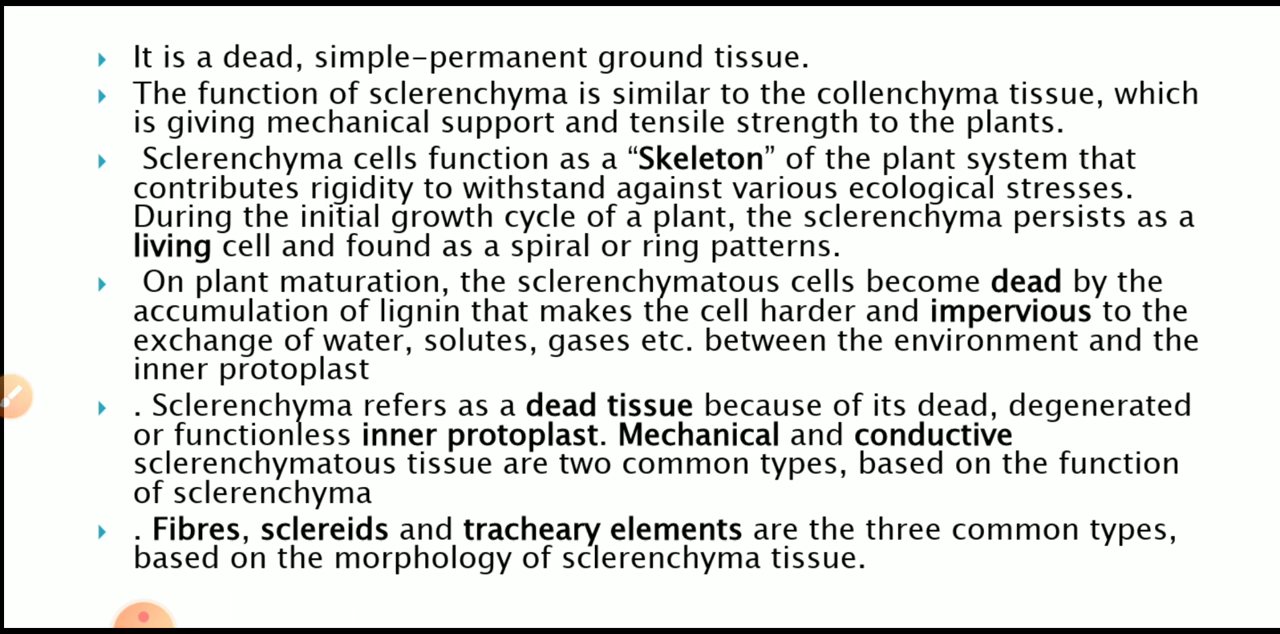 It is a dead, simple-permanent ground tissue.
The function of sclerenchyma is similar to the collenchyma tissue, which
is giving mechanical support and tensile strength to the plants.
Sclerenchyma cells function as a “Skeleton” of the plant system that
contributes rigidity to withstand against various ecological stresses.
During the initial growth cycle of a plant, the sclerenchyma persists as a
living cell and found as a spiral or ring patterns.
On plant maturation, the sclerenchymatous cells become dead by the
accumulation of lignin that makes the cell harder and impervious to the
exchange of water, solutes, gases etc. between the environment and the
inner protoplast
. Sclerenchyma refers as a dead tissue because of its dead, degenerated
or functionless inner protoplast. Mechanical and conductive
sclerenchymatous tissue are two common types, based on the function
of sclerenchyma
. Fibres, sclereids and tracheary elements are the three common types,
based on the morphology of sclerenchyma tissue.